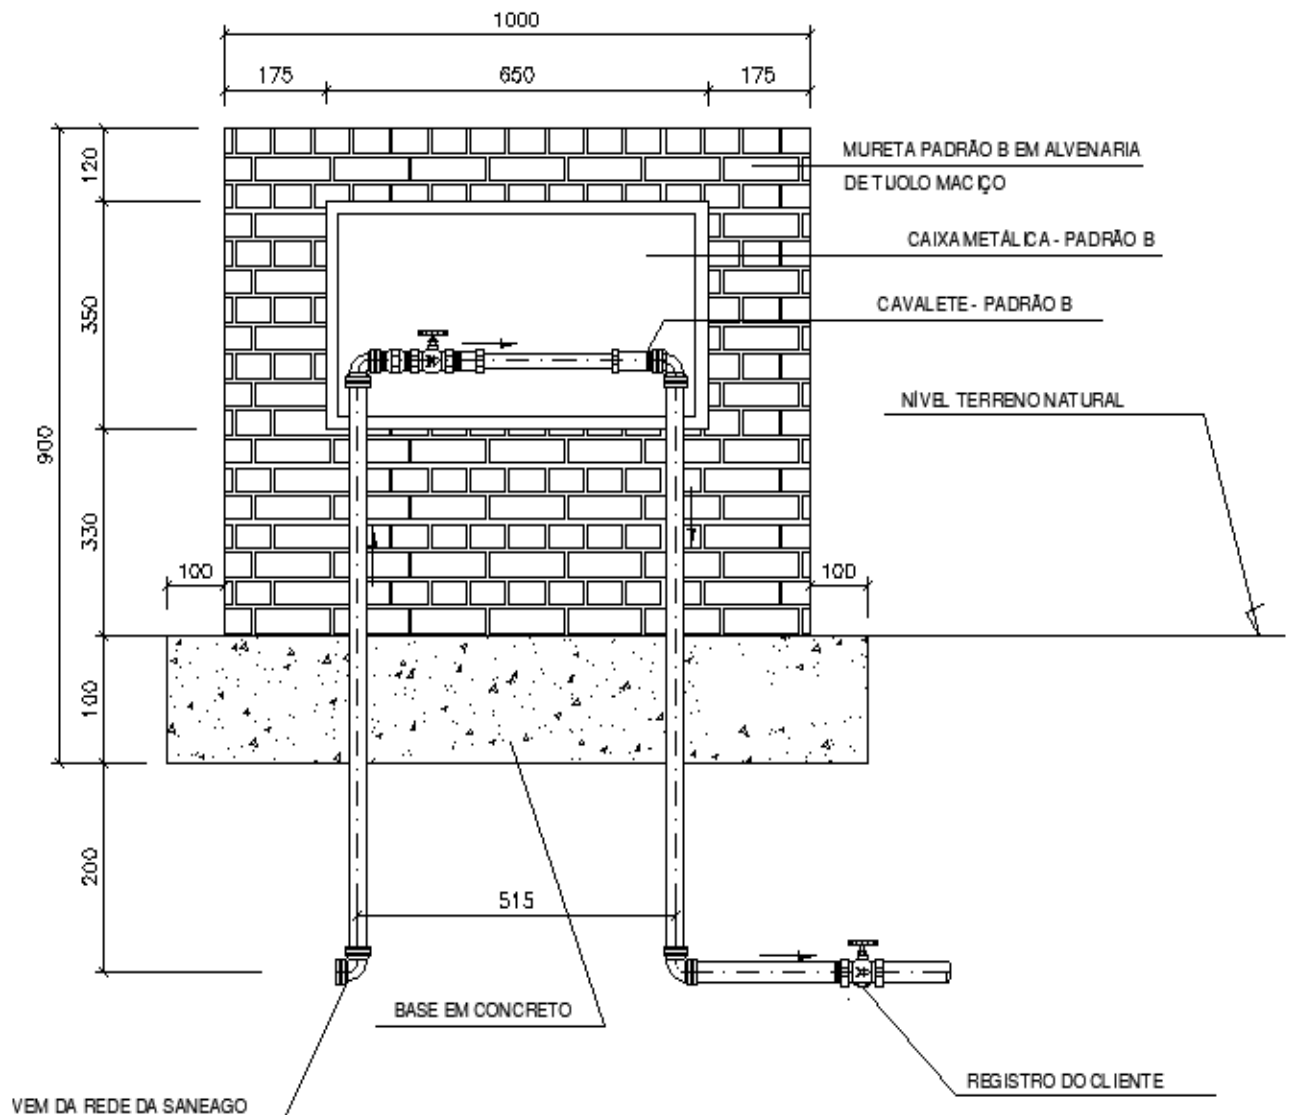 1000
175
650
175
120
MURETA PADRÃO B EM ALVENARIA
DE TIJOLO MACIÇO
CAIXA METÁLICA - PADRÃO B
350
CAVALETE - PADRÃO B
NÍVEL TERRENO NATURAL
900
330
100
100
100
200
515
BASE EM CONCRETO
REGISTRO DO CLIENTE
VEM DA REDE DA SANEAGO